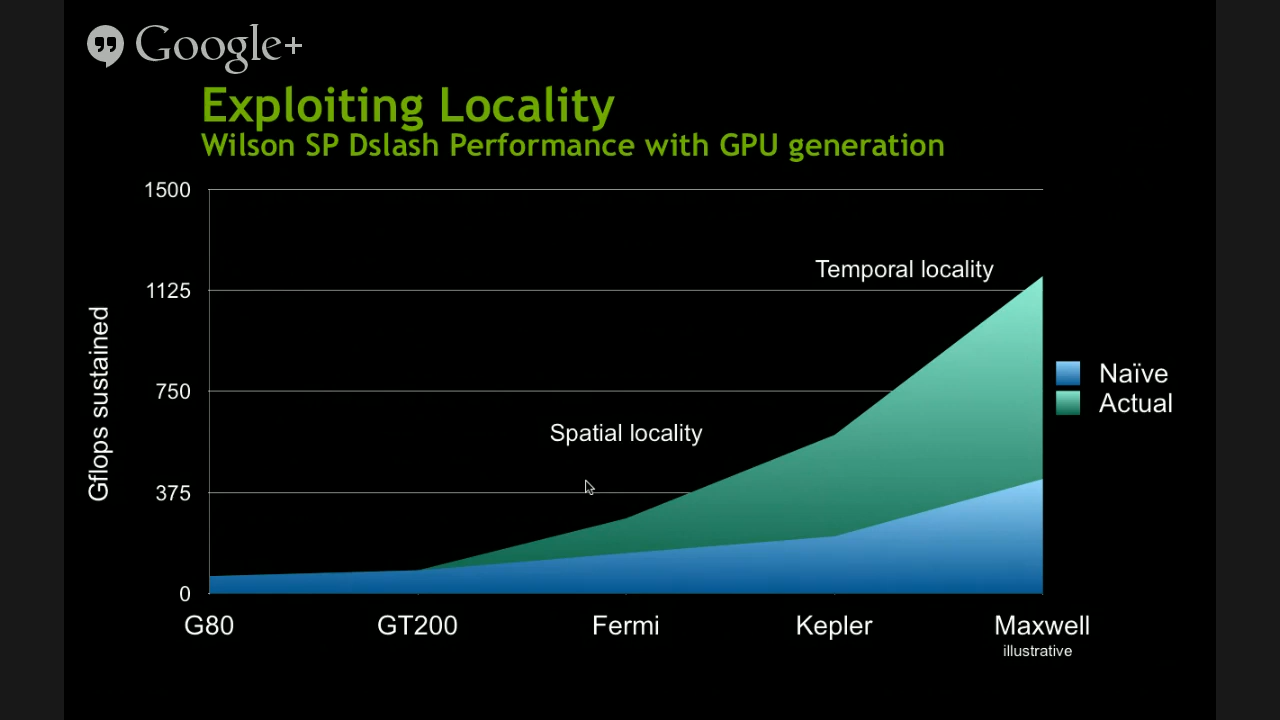 Google+
Exploiting Locality
Wilson SP Dslash Performance with GPU generation
1500
1125
750
375
0
Gflops sustained
Temporal locality
Spatial locality
Naïve
Actual
G80
GT200
Fermi
Kepler
Maxwell
illustrative